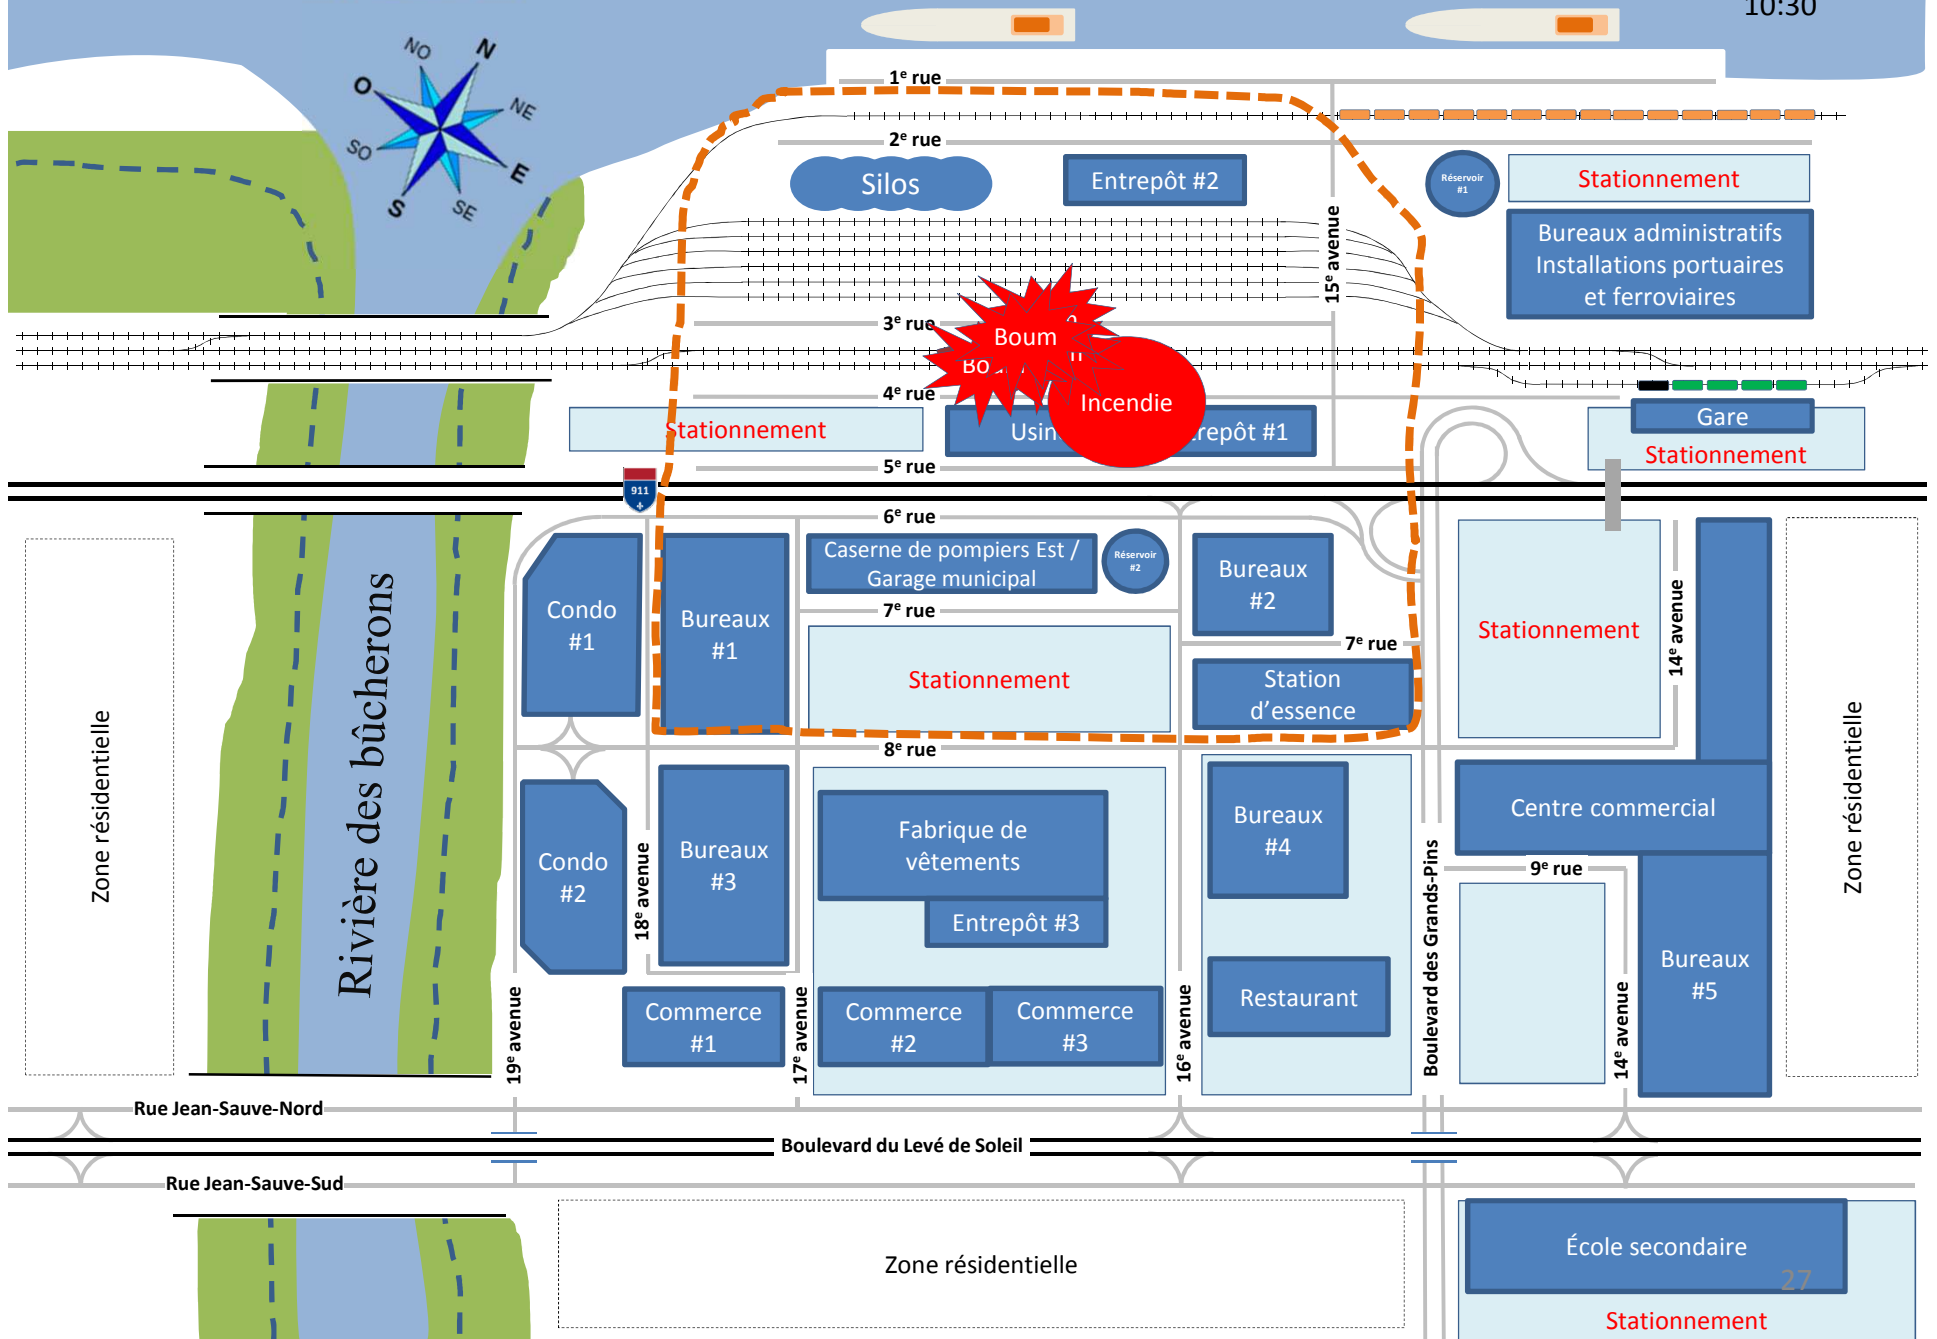 10:30
NO
N
O
NE
SO
E
S
SE
1e rue
2e rue
Silos
Entrepôt #2
Réservoir
#1
Stationnement
Bureaux administratifs
Installations portuaires
et ferroviaires
15e avenue
3e rue
Boum
Bo
4e rue
Incendie
Stationnement
Usin
repôt #1
Gare
Stationnement
5e rue
911
6e rue
Caserne de pompiers Est /
Garage municipal
Réservoir
#2
Bureaux
#2
Condo
#1
Bureaux
#1
7e rue
7e rue
Stationnement
Station
d'essence
Stationnement
14e avenue
8e rue
Zone résidentielle
Rivière des bûcherons
Zone résidentielle
Condo
#2
18e avenue
Bureaux
#3
Fabrique de
vêtements
Entrepôt #3
Bureaux
#4
Centre commercial
9e rue
Boulevard des Grands-Pins
Bureaux
#5
Restaurant
19e avenue
Commerce
#1
17e avenue
Commerce
#2
Commerce
#3
16e avenue
14e avenue
Rue Jean-Sauve-Nord
Boulevard du Levé de Soleil
Rue Jean-Sauve-Sud
Zone résidentielle
École secondaire
27
Stationnement